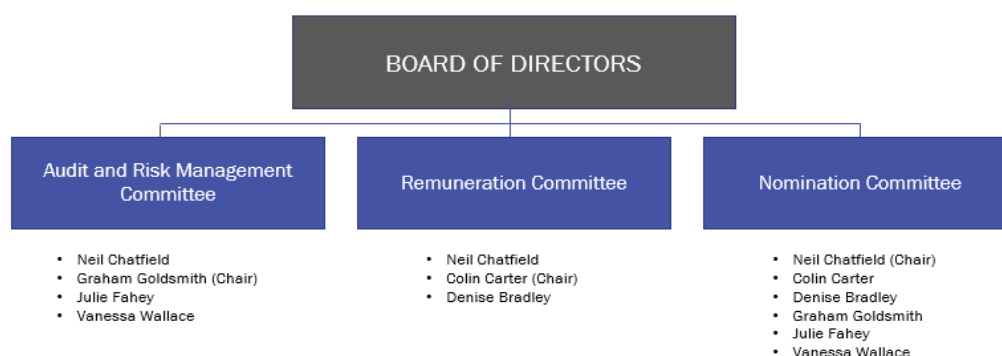 BOARD OF DIRECTORS
Audit and Risk Management
Committee
Remuneration Committee
Nomination Committee
• Neil Chatfield
• Graham Goldsmith (Chair)
• Julie Fahey
• Vanessa Wallace
• Neil Chatfield
• Colin Carter (Chair)
• Denise Bradley
• Neil Chatfield (Chair)
• Colin Carter
• Denise Bradley
• Graham Goldsmith
• Julie Fahey
• Vanessa Wallace